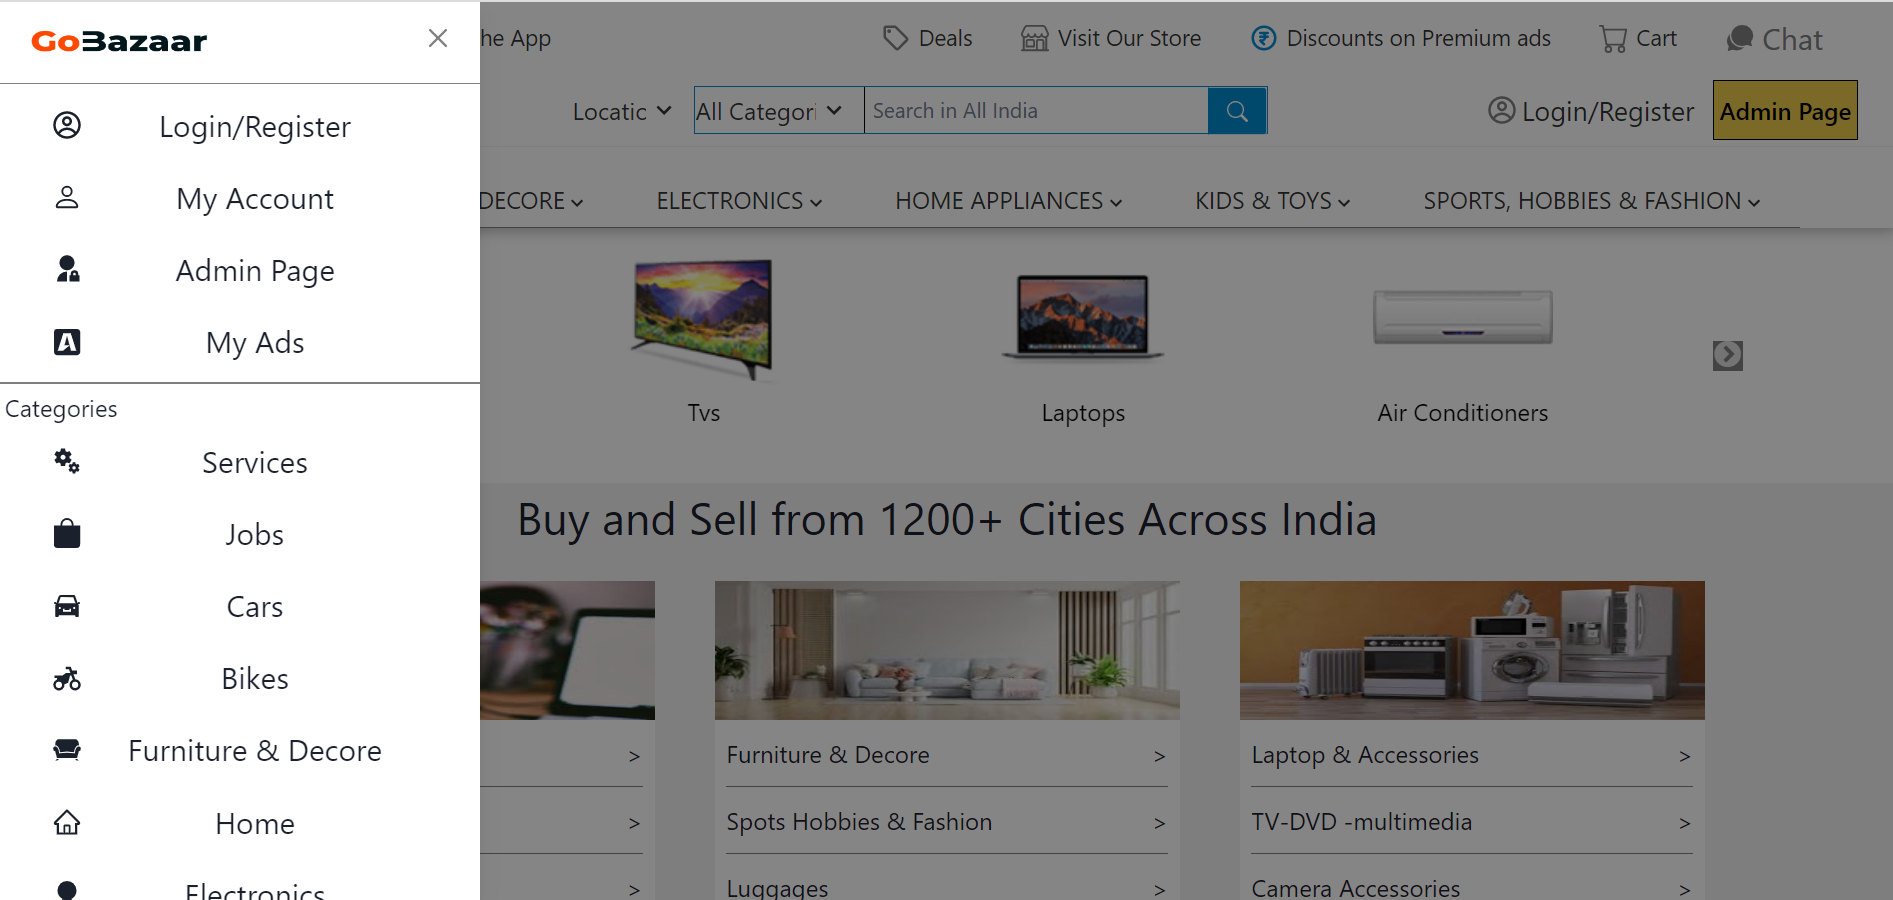 GoBazaar
Login/Register
My Account
Admin Page
My Ads
Categories
Services
Jobs
Cars
Bikes
Furniture & Decore
Home
Electronics
he App
Deals
Visit Our Store
Discounts on Premium ads
Cart
Chat
Locatic
All Categori
Search in All India
Login/Register
Admin Page
DECORE
ELECTRONICS
HOME APPLIANCES
KIDS & TOYS
SPORTS, HOBBIES & FASHION
Tvs
Laptops
Air Conditioners
Buy and Sell from 1200+ Cities Across India
>
>
>
Furniture & Decore >
Spots Hobbies & Fashion >
Luggages >
Laptop & Accessories >
TV-DVD -multimedia >
Camera Accessories >